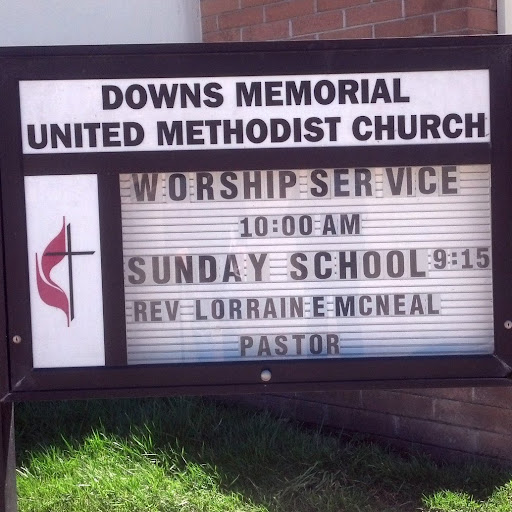 DOWNS MEMORIAL
UNITED METHODIST CHURCH
WORSHIP SERVICE
10:00 AM
SUNDAY SCHOOL 9:15
REV LORRAINE MCNEAL
PASTOR